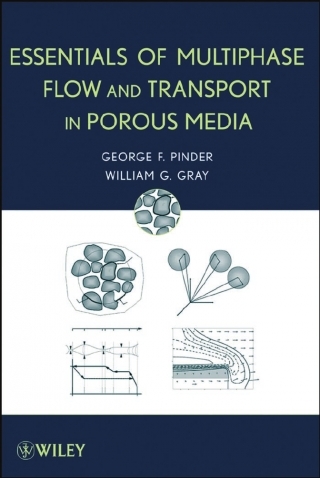 ESSENTIALS OF MULTIPHASE
FLOW AND TRANSPORT
IN POROUS MEDIA
GEORGE F. PINDER
WILLIAM G. GRAY
WILEY